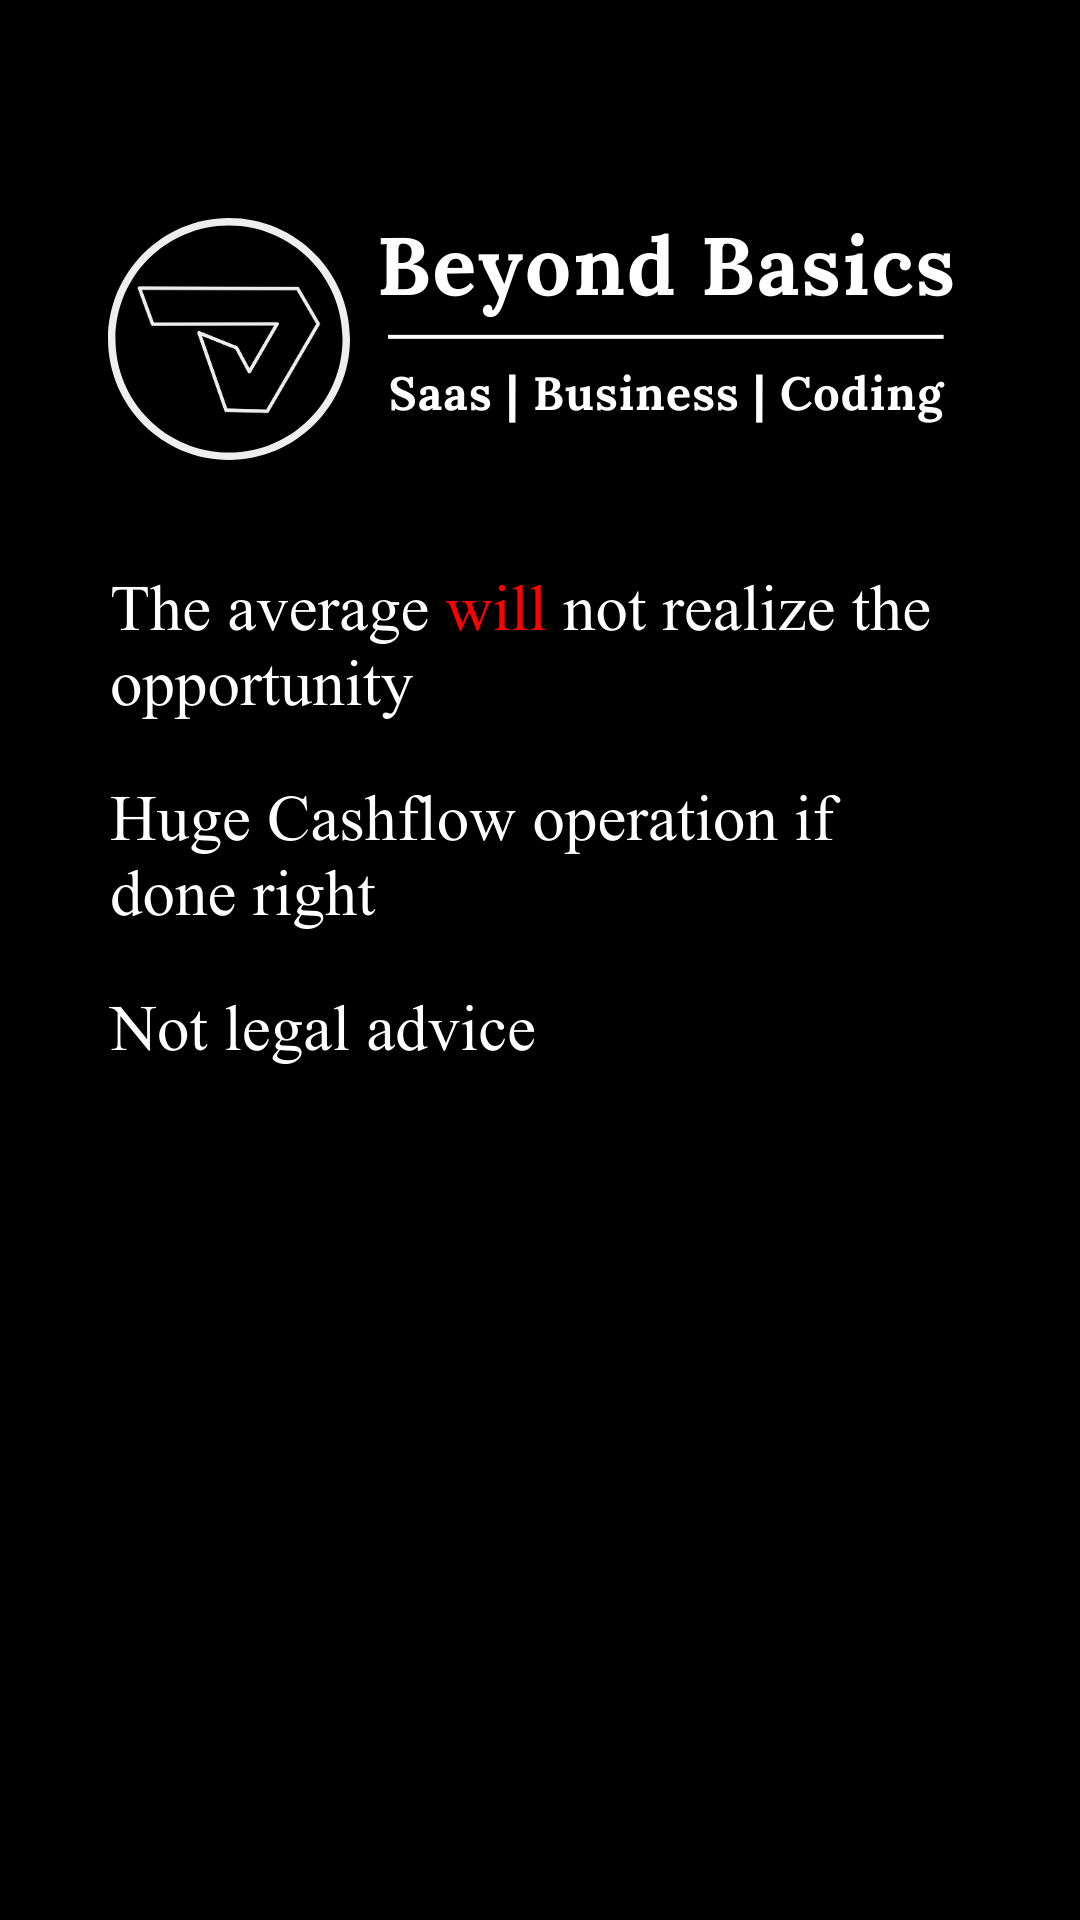 Beyond Basics
Saas | Business | Coding
The average will not realize the
opportunity
Huge Cashflow operation if
done right
Not legal advice